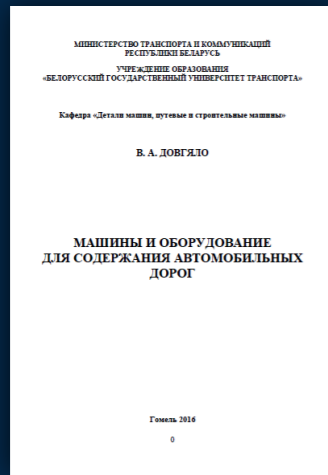 МИНИСТЕРСТВО ТРАНСПОРТА И КОММУНИКАЦИЙ
РЕСПУБЛИКИ БЕЛАРУСЬ
УЧРЕЖДЕНИЕ ОБРАЗОВАНИЯ
«БЕЛОРУССКИЙ ГОСУДАРСТВЕННЫЙ УНИВЕРСИТЕТ ТРАНСПОРТА»
Кафедра «Детали машин, путевые и строительные машины»
В. А. ДОВГЯЛО
МАШИНЫ И ОБОРУДОВАНИЕ
ДЛЯ СОДЕРЖАНИЯ АВТОМОБИЛЬНЫХ
ДОРОГ
Гомель 2016
0